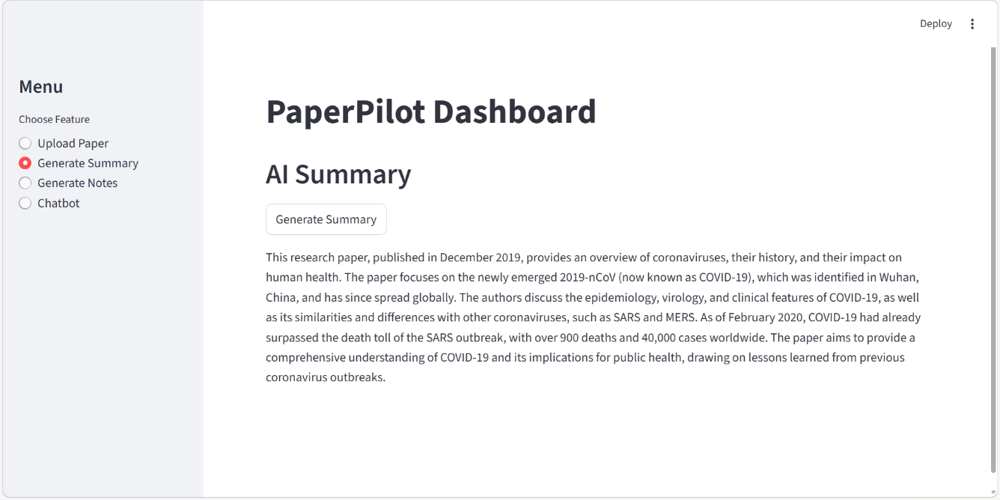 Deploy
Menu
Choose Feature
Upload Paper
Generate Summary
Generate Notes
Chatbot
PaperPilot Dashboard
AI Summary
Generate Summary
This research paper, published in December 2019, provides an overview of coronaviruses, their history, and their impact on
human health. The paper focuses on the newly emerged 2019-nCoV (now known as COVID-19), which was identified in Wuhan,
China, and has since spread globally. The authors discuss the epidemiology, virology, and clinical features of COVID-19, as well
as its similarities and differences with other coronaviruses, such as SARS and MERS. As of February 2020, COVID-19 had already
surpassed the death toll of the SARS outbreak, with over 900 deaths and 40,000 cases worldwide. The paper aims to provide a
comprehensive understanding of COVID-19 and its implications for public health, drawing on lessons learned from previous
coronavirus outbreaks.